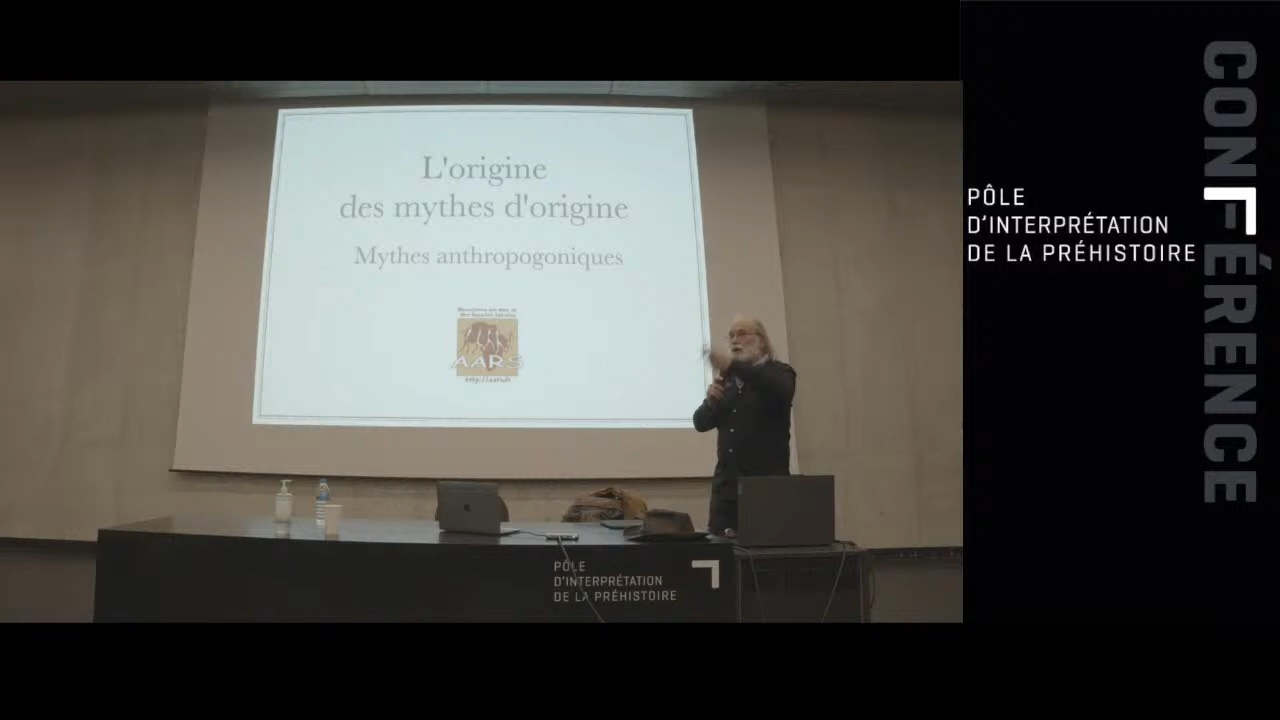 L'origine
des mythes d'origine
Mythes anthropogoniques
AARS
PÔLE
D'INTERPRÉTATION
DE LA PRÉHISTOIRE
PÔLE
D'INTERPRÉTATION
DE LA PRÉHISTOIRE
CONFÉRENCE